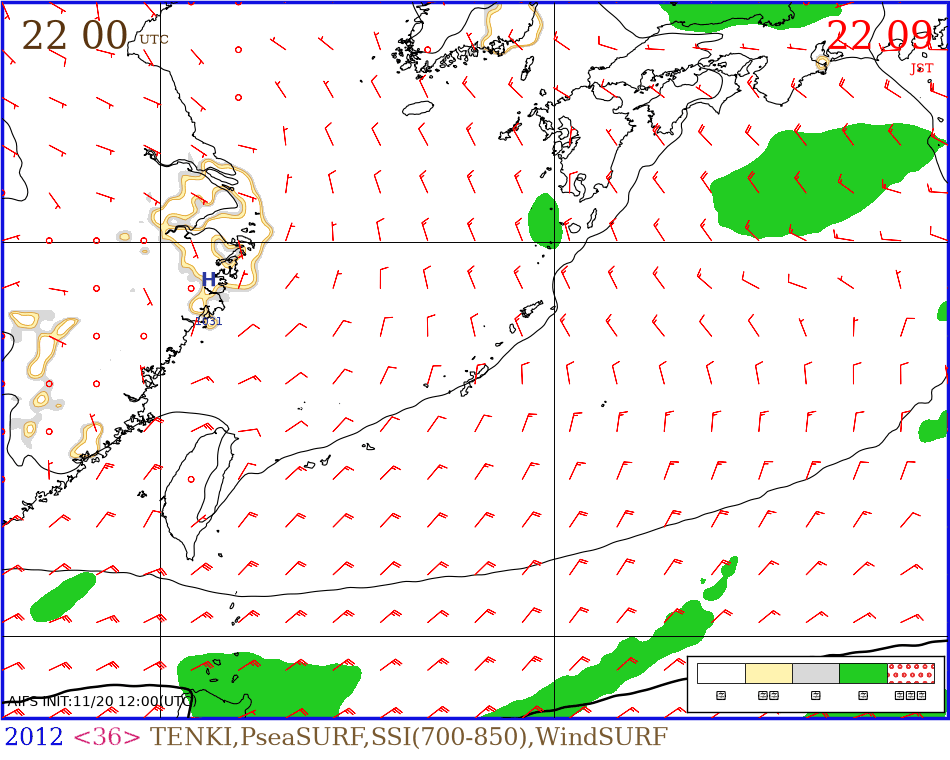 22 00 UTC
22 09
JST
H
1031
AIFS INIT:11/20 12:00(UTC)
2012 <36> TENKI,PseaSURF,SSI(700-850),WindSURF